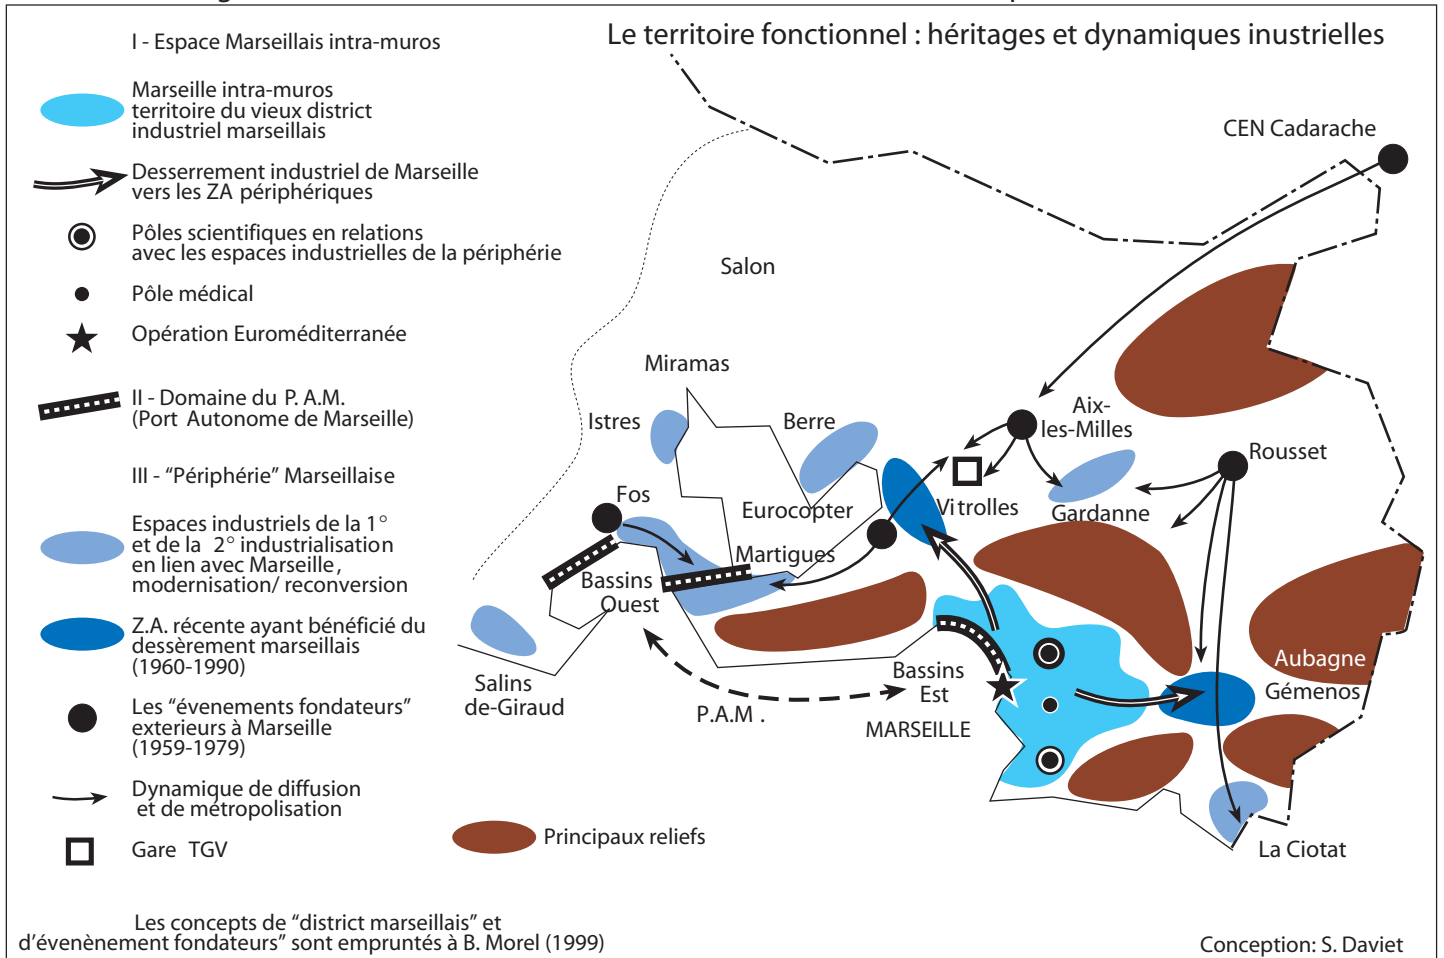 Le territoire fonctionnel : héritages et dynamiques inustrielles
I - Espace Marseillais intra-muros
Marseille intra-muros
territoire du vieux district
industriel marseillais
Desserrement industriel de Marseille
vers les ZA périphériques
Pôles scientifiques en relations
avec les espaces industrielles de la périphérie
Pôle médical
Opération Euroméditerranée
II - Domaine du P. A.M.
(Port Autonome de Marseille)
III - “Périphérie” Marseillaise
Espaces industriels de la 1°
et de la 2° industrialisation
en lien avec Marseille,
modernisation/ reconversion
Z.A. récente ayant bénéficié du
dessèrement marseillais
(1960-1990)
Les “évenements fondateurs”
exterieurs à Marseille
(1959-1979)
Dynamique de diffusion
et de métropolisation
Gare TGV
Principaux reliefs
CEN Cadarache
Salon
Miramas
Istres
Berre
Aix-
les-Milles
Rousset
Fos
Eurocopter
Vitrolles
Gardanne
Martigues
Bassins
Ouest
Salins
de-Giraud
P.A.M .
Bassins
Est
MARSEILLE
Aubagne
Gémenos
La Ciotat
Les concepts de “district marseillais” et
d’évenènement fondateurs” sont empruntés à B. Morel (1999)
Conception: S. Daviet